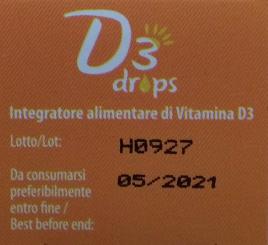 D3
drops
Integratore alimentare di Vitamina D3
Lotto/Lot: H0927
Da consumarsi 05/2021
preferibilmente
entro fine /
Best before end: